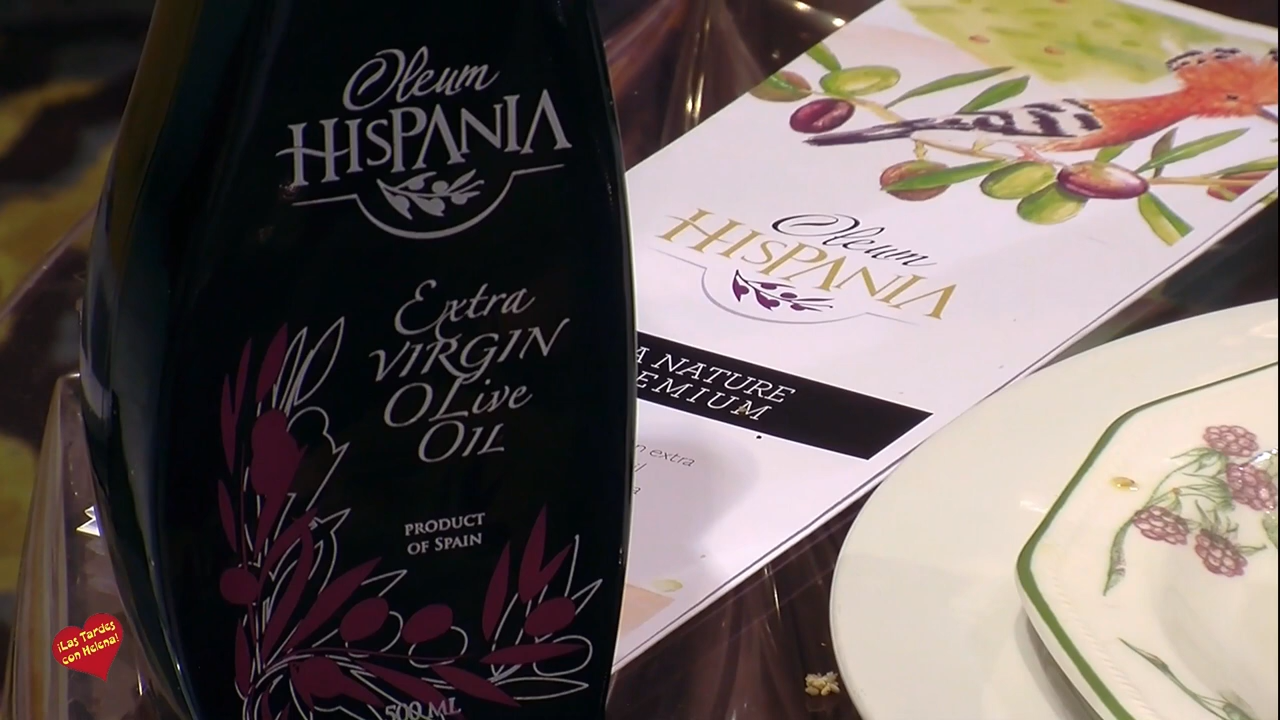 Oleum
HISPANIA
Extra
VIRGIN
OLive
OIL
PRODUCT
OF SPAIN
500 ML
Oleum
HISPANIA
A NATURE
EMIUM
n extra
¡Las Tardes
con Helena!